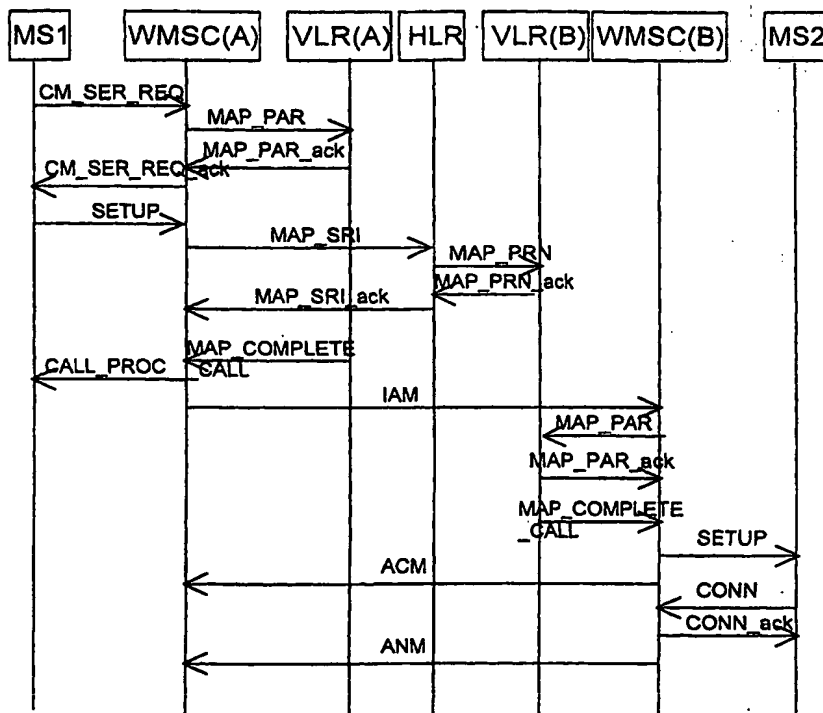 MS1 WMSC(A) VLR(A) HLR VLR(B) WMSC(B) MS2
CM_SER_REQ
MAP_PAR
MAP_PAR_ack
CM_SER_REQ_ack
SETUP
MAP_SRI
MAP_PRN
MAP_PRN_ack
MAP_SRI_ack
MAP_COMPLETE
_CALL
CALL_PROC
IAM
MAP_PAR
MAP_PAR_ack
MAP_COMPLETE
_CALL
SETUP
ACM
CONN
CONN_ack
ANM